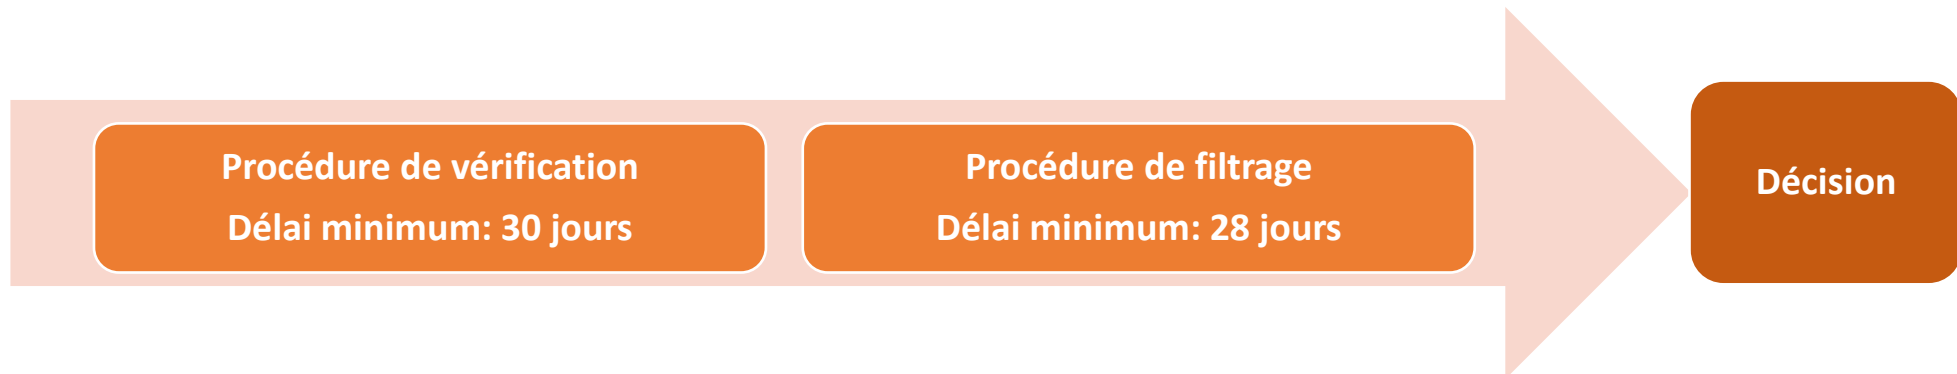 Procédure de vérification
Délai minimum: 30 jours
Procédure de filtrage
Délai minimum: 28 jours
Décision